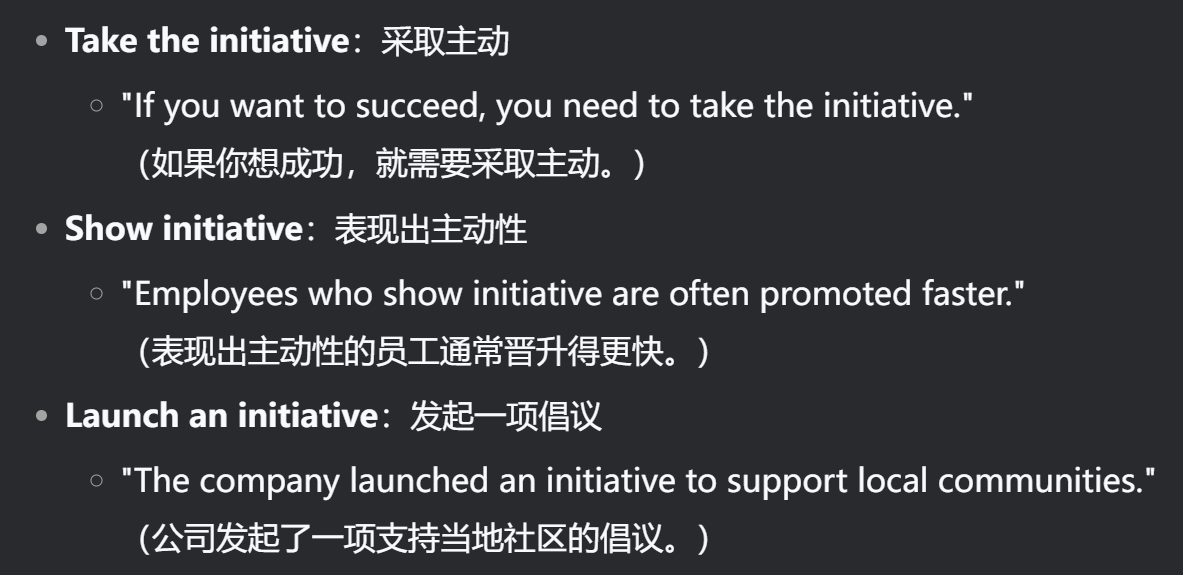 Take the initiative：采取主动
"If you want to succeed, you need to take the initiative."
（如果你想成功，就需要采取主动。）
Show initiative：表现出主动性
"Employees who show initiative are often promoted faster."
（表现出主动性的员工通常晋升得更快。）
Launch an initiative：发起一项倡议
"The company launched an initiative to support local communities."
（公司发起了一项支持当地社区的倡议。）